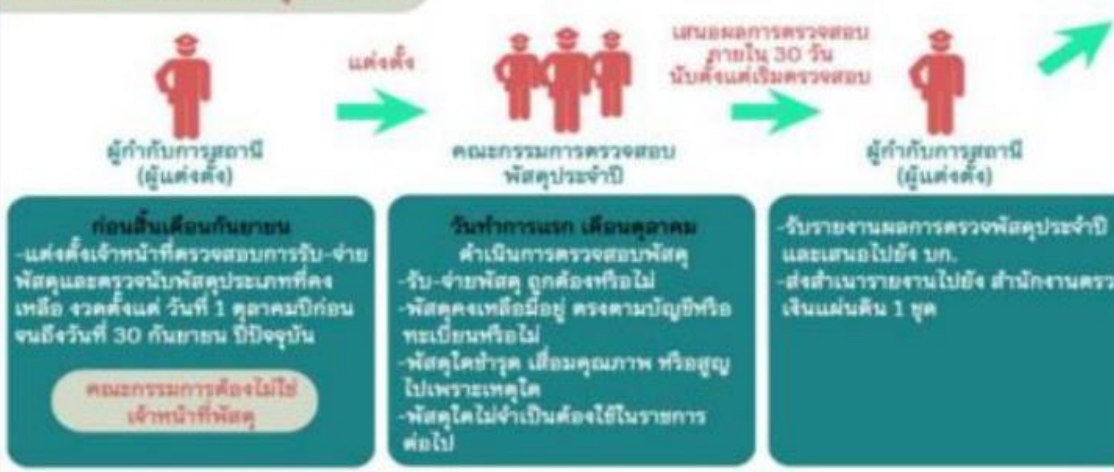 แต่งตั้ง
เสนอผลการตรวจสอบ
ภายใน 30 วัน
นับตั้งแต่เริ่มตรวจสอบ
ผู้กำกับการสถานี
(ผู้แต่งตั้ง)
คณะกรรมการตรวจสอบ
พัสดุประจำปี
ผู้กำกับการสถานี
(ผู้แต่งตั้ง)
ก่อนสิ้นเดือนกันยายน
-แต่งตั้งเจ้าหน้าที่ตรวจสอบการรับ-จ่าย
พัสดุและตรวจนับพัสดุประเภทที่คง
เหลือ งวดตั้งแต่ วันที่ 1 ตุลาคมปีก่อน
จนถึงวันที่ 30 กันยายน ปีปัจจุบัน
คณะกรรมการต้องไม่ใช่
เจ้าหน้าที่พัสดุ
วันทำการแรก เดือนตุลาคม
ดำเนินการตรวจสอบพัสดุ
-รับ-จ่ายพัสดุ ถูกต้องหรือไม่
-พัสดุคงเหลือมีอยู่ ตรงตามบัญชีหรือ
ทะเบียนหรือไม่
-พัสดุใดชำรุด เสื่อมคุณภาพ หรือสูญ
ไปเพราะเหตุใด
-พัสดุใดไม่จำเป็นต้องใช้ในราชการ
ต่อไป
-รับรายงานผลการตรวจพัสดุประจำปี
และเสนอไปยัง บก.
-ส่งสำเนารายงานไปยัง สำนักงานตรว
เงินแผ่นดิน 1 ชุด